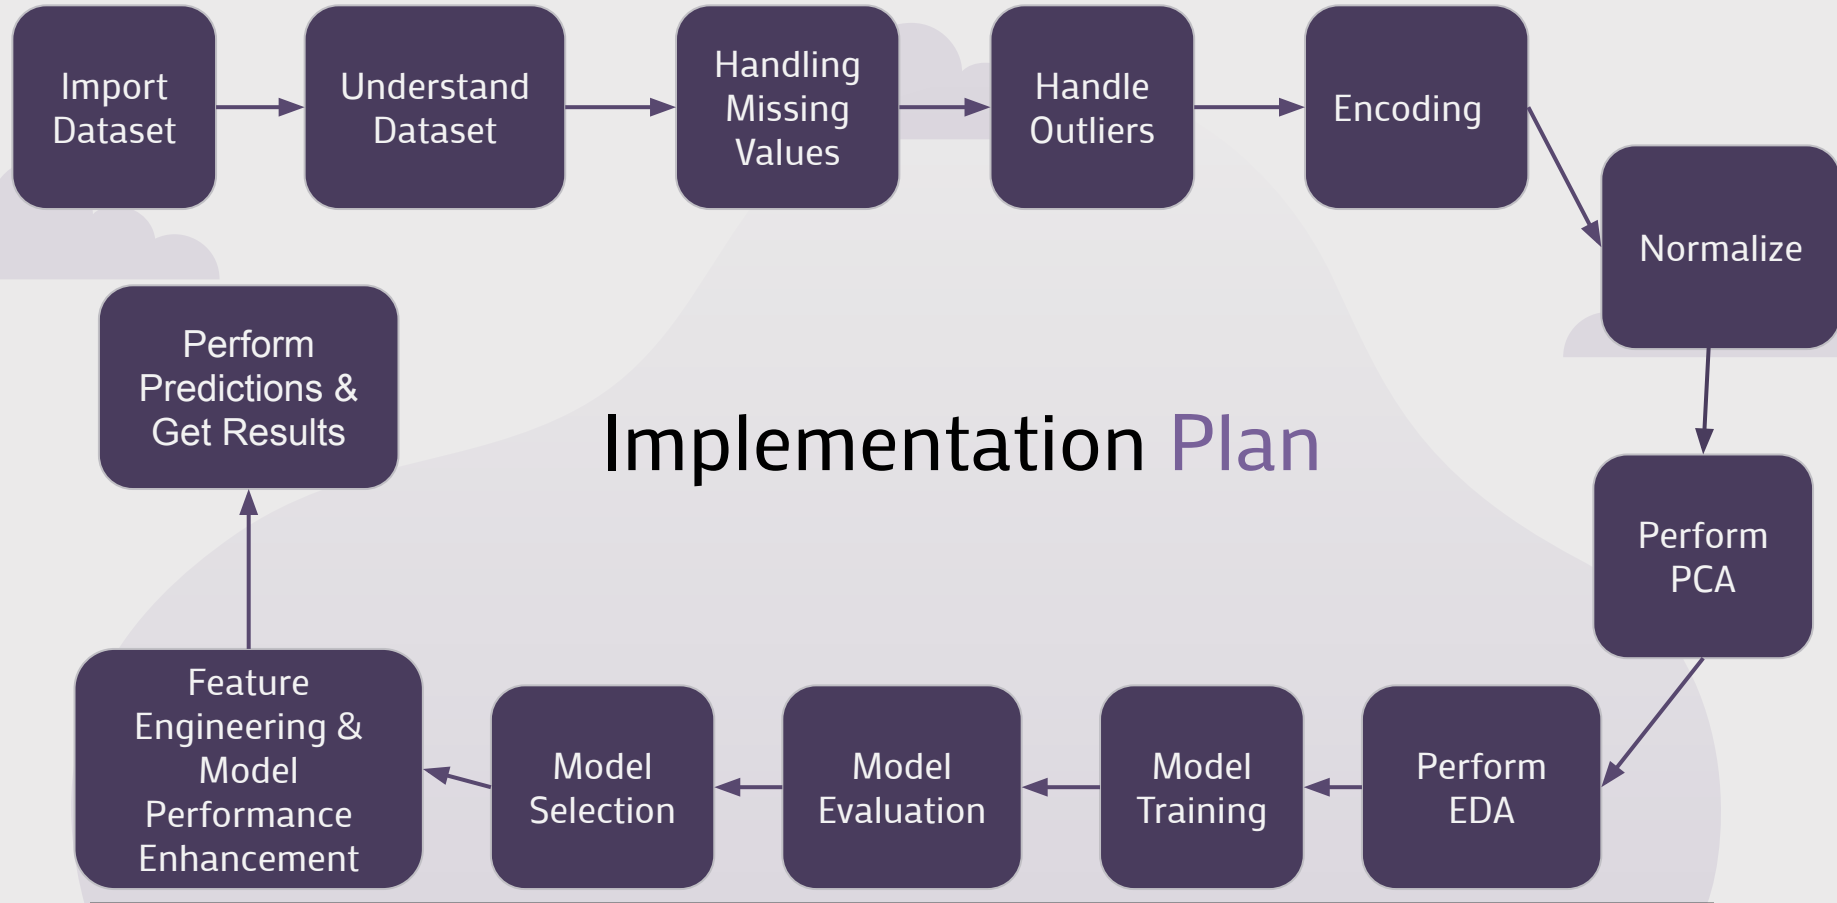 Import
Dataset
Understand
Dataset
Handling
Missing
Values
Handle
Outliers
Encoding
Normalize
Perform
PCA
Perform
EDA
Model
Training
Model
Evaluation
Model
Selection
Feature
Engineering &
Model
Performance
Enhancement
Perform
Predictions &
Get Results
Implementation Plan